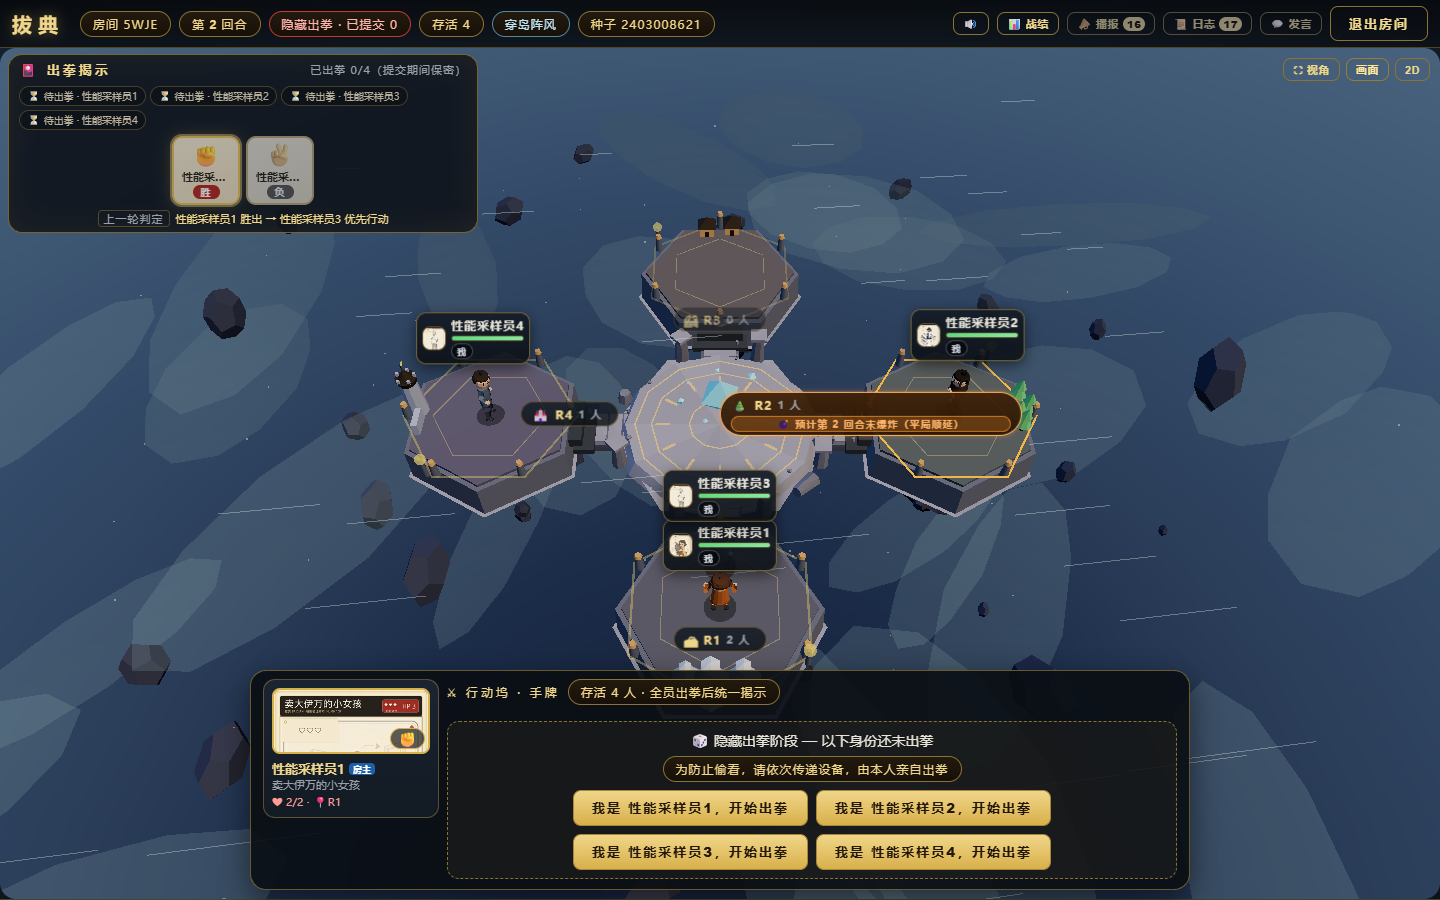 拔典
房间 5WJE
第 2 回合
隐藏出拳 · 已提交 0
存活 4
穿岛阵风
种子 2403008621
战绩
播报 16
日志 17
发言
退出房间
出拳揭示
已出拳 0/4（提交期间保密）
待出拳 · 性能采样员1
待出拳 · 性能采样员2
待出拳 · 性能采样员3
待出拳 · 性能采样员4
性能采...
胜
性能采...
负
上一轮判定
性能采样员1 胜出 → 性能采样员3 优先行动
视角
画面
2D
性能采样员4
我
性能采样员2
我
R3 0 人
R4 1 人
R2 1 人
预计第 2 回合末爆炸（平局顺延）
性能采样员3
我
性能采样员1
我
R1 2 人
卖大伊万的小女孩
性能采样员1 房主
卖大伊万的小女孩
2/2 · R1
行动坞 · 手牌
存活 4 人 · 全员出拳后统一揭示
隐藏出拳阶段 — 以下身份还未出拳
为防止偷看，请依次传递设备，由本人亲自出拳
我是 性能采样员1，开始出拳
我是 性能采样员2，开始出拳
我是 性能采样员3，开始出拳
我是 性能采样员4，开始出拳